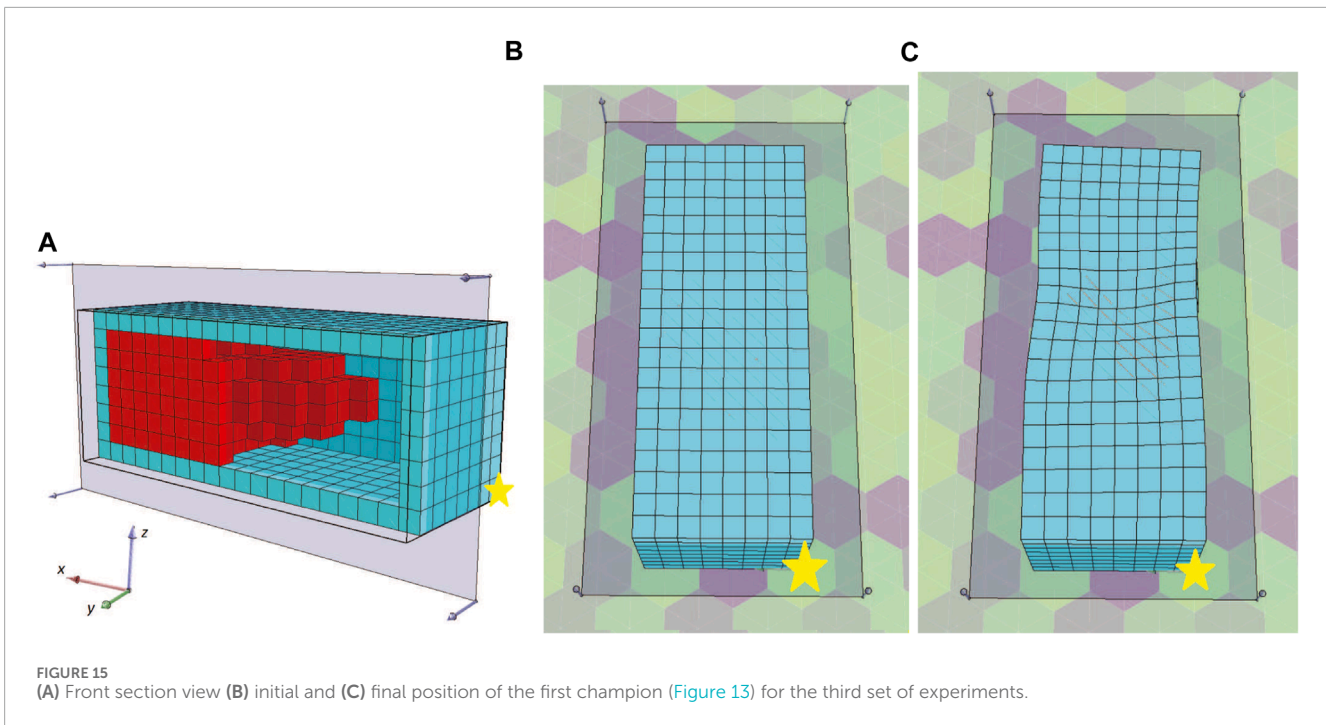 B
C
A
z
x
y
FIGURE 15
(A) Front section view (B) initial and (C) final position of the first champion (Figure 13) for the third set of experiments.